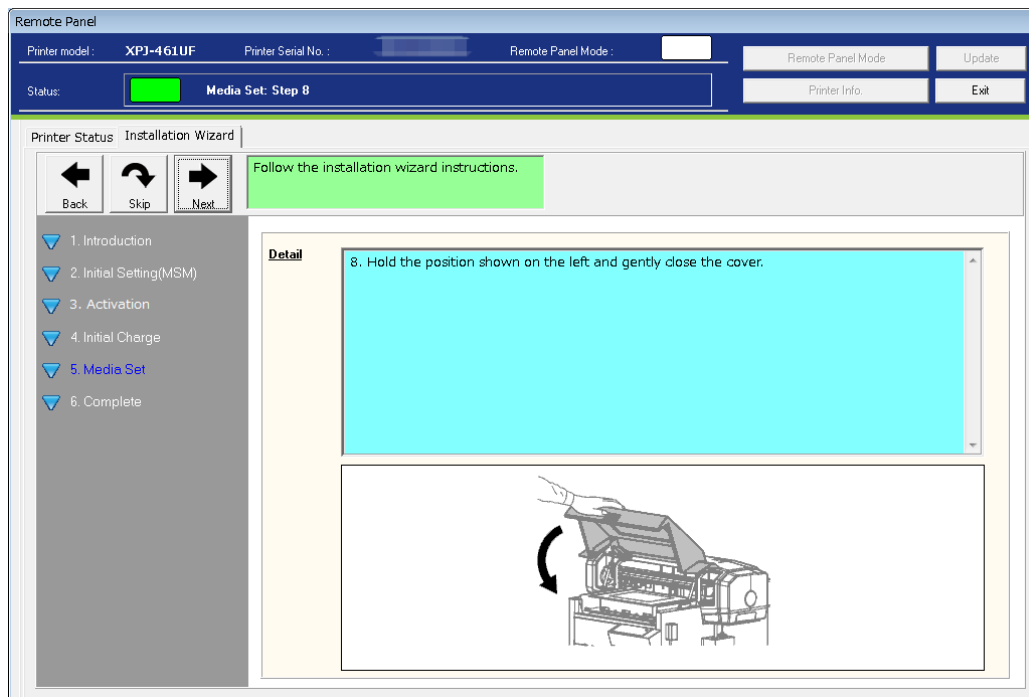 Remote Panel
Printer model : XPJ-461UF Printer Serial No. : Remote Panel Mode :
Remote Panel Mode Update
Status: Media Set: Step 8
Printer Info. Exit
Printer Status Installation Wizard
Back Skip Next
Follow the installation wizard instructions.
1. Introduction
2. Initial Setting(MSM)
3. Activation
4. Initial Charge
5. Media Set
6. Complete
Detail
8. Hold the position shown on the left and gently close the cover.